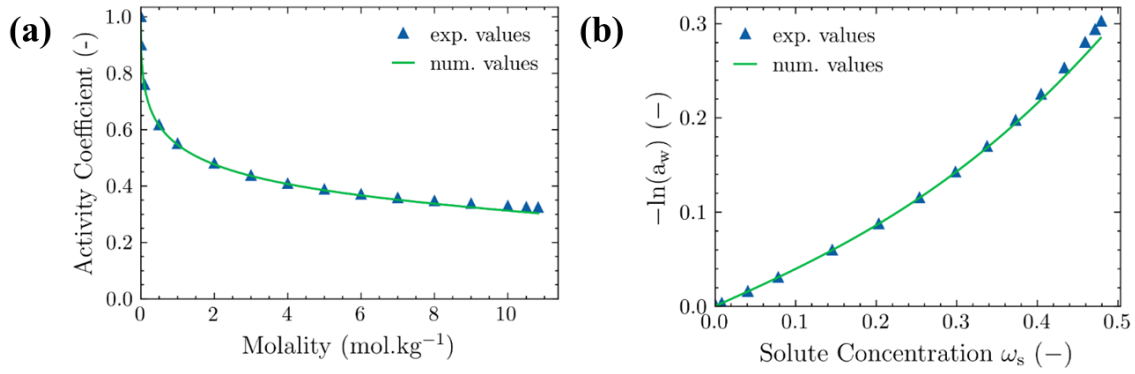 (a)
Activity Coefficient (-)
1.0
0.8
0.6
0.4
0.2
0.0
exp. values
num. values
0
2
4
6
8
10
Molality (mol.kg⁻¹)
(b)
−ln(a_w) (−)
0.3
0.2
0.1
0.0
exp. values
num. values
0.0
0.1
0.2
0.3
0.4
0.5
Solute Concentration ω_s (−)